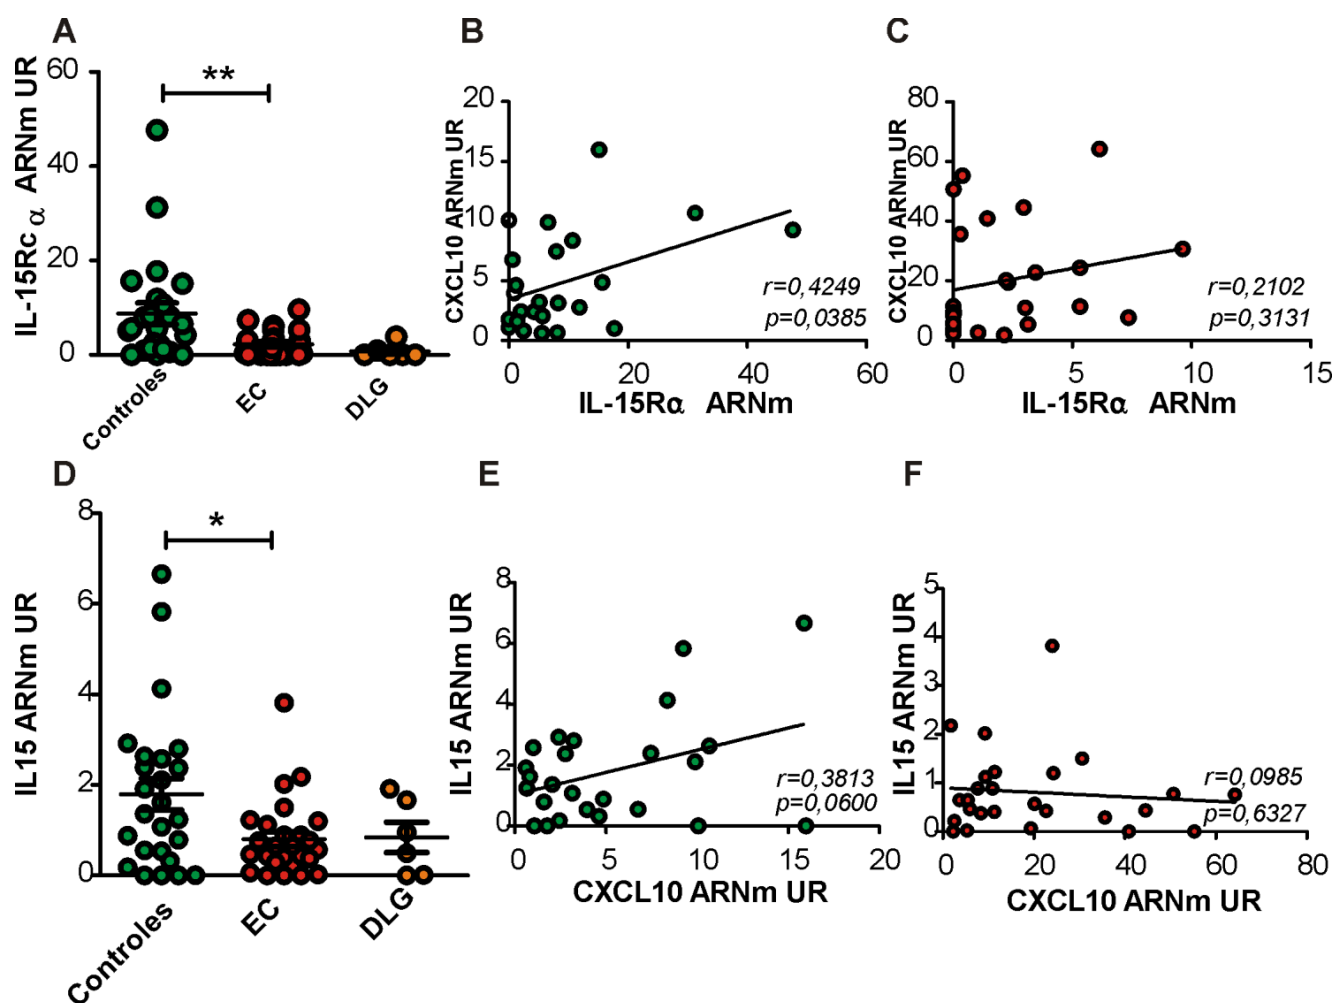 A
IL-15Rc α ARNm UR
60
40
20
0
**
Controles
EC
DLG
B
CXCL10 ARNm UR
20
15
10
5
0
0
20
40
60
r=0,4249
p=0,0385
IL-15Rα ARNm
C
CXCL10 ARNm UR
80
60
40
20
0
0
5
10
15
r=0,2102
p=0,3131
IL-15Rα ARNm
D
IL15 ARNm UR
8
6
4
2
0
*
Controles
EC
DLG
E
IL15 ARNm UR
8
6
4
2
0
0
5
10
15
20
r=0,3813
p=0,0600
CXCL10 ARNm UR
F
IL15 ARNm UR
5
4
3
2
1
0
0
20
40
60
80
r=0,0985
p=0,6327
CXCL10 ARNm UR